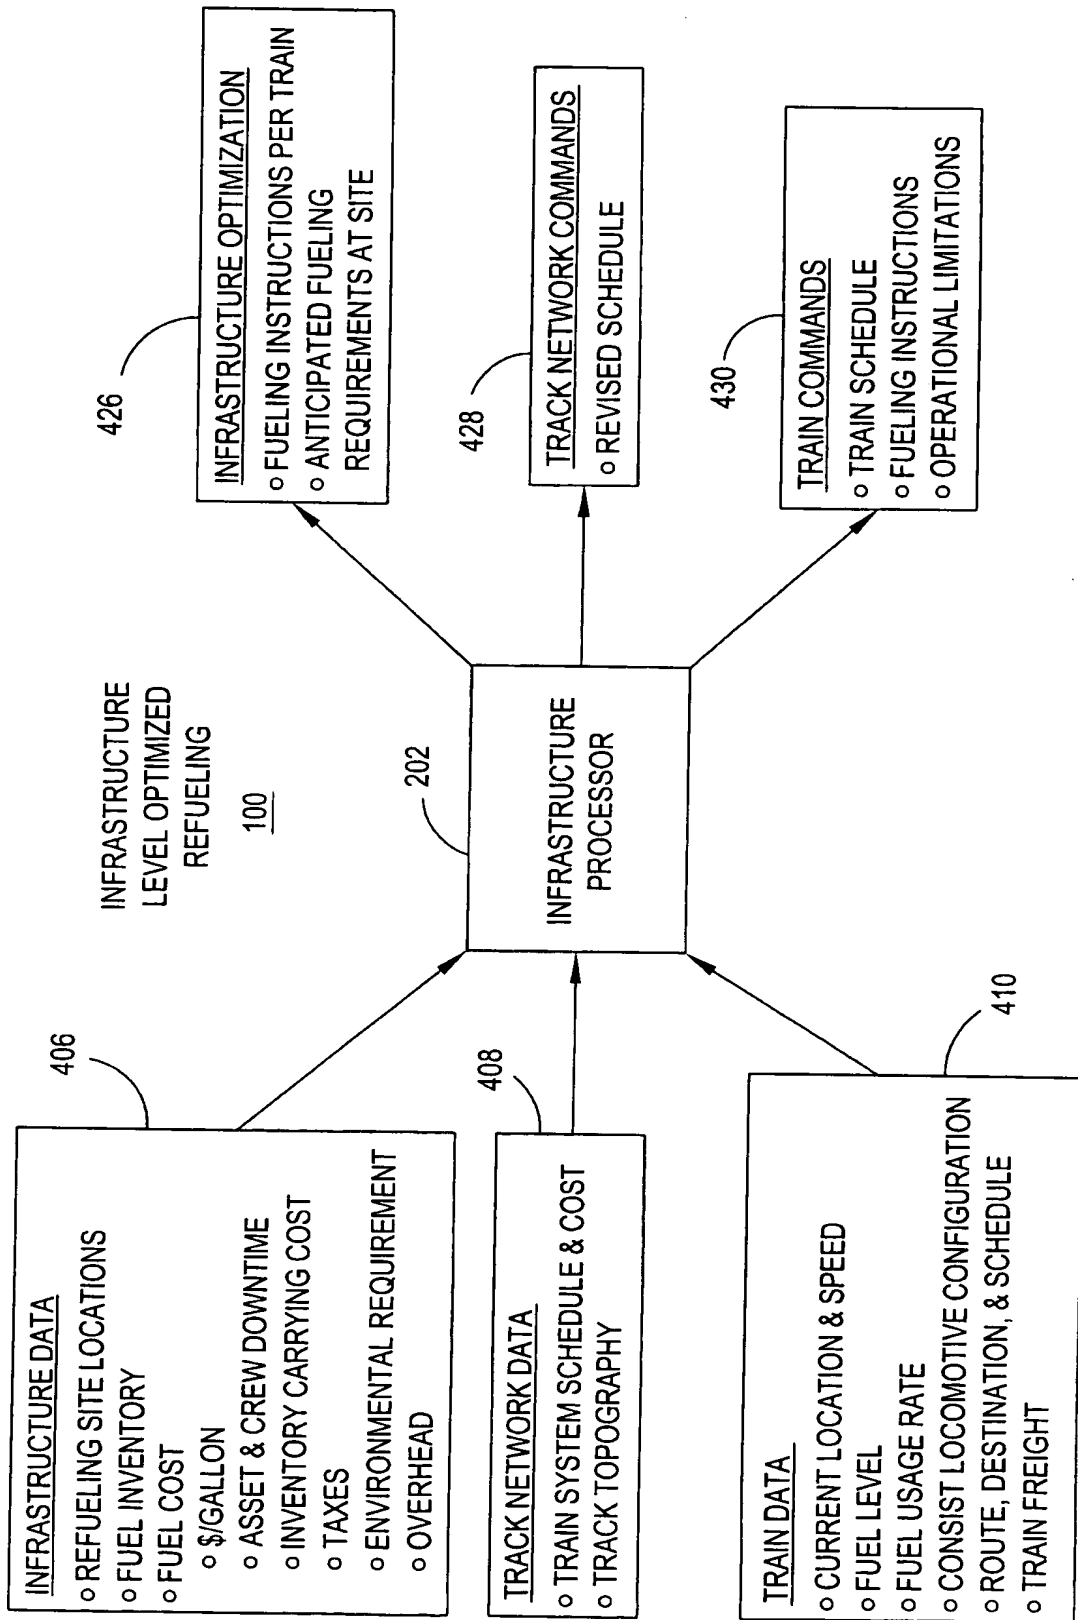 INFRASTRUCTURE
LEVEL OPTIMIZED
REFUELING
100
406
INFRASTRUCTURE DATA
o REFUELING SITE LOCATIONS
o FUEL INVENTORY
o FUEL COST
o $/GALLON
o ASSET & CREW DOWNTIME
o INVENTORY CARRYING COST
o TAXES
o ENVIRONMENTAL REQUIREMENT
o OVERHEAD
408
TRACK NETWORK DATA
o TRAIN SYSTEM SCHEDULE & COST
o TRACK TOPOGRAPHY
410
TRAIN DATA
o CURRENT LOCATION & SPEED
o FUEL LEVEL
o FUEL USAGE RATE
o CONSIST LOCOMOTIVE CONFIGURATION
o ROUTE, DESTINATION, & SCHEDULE
o TRAIN FREIGHT
202
INFRASTRUCTURE
PROCESSOR
426
INFRASTRUCTURE OPTIMIZATION
o FUELING INSTRUCTIONS PER TRAIN
o ANTICIPATED FUELING
REQUIREMENTS AT SITE
428
TRACK NETWORK COMMANDS
o REVISED SCHEDULE
430
TRAIN COMMANDS
o TRAIN SCHEDULE
o FUELING INSTRUCTIONS
o OPERATIONAL LIMITATIONS